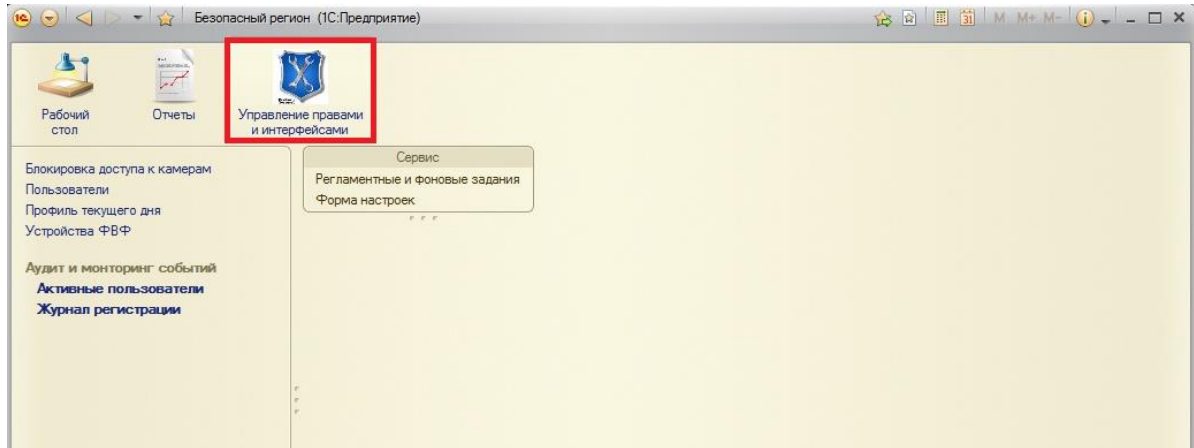 Безопасный регион (1С:Предприятие)
31 M M+ M-
Рабочий
стол
Отчеты
Управление правами
и интерфейсами
Блокировка доступа к камерам
Пользователи
Профиль текущего дня
Устройства ФВФ
Аудит и монторинг событий
Активные пользователи
Журнал регистрации
Сервис
Регламентные и фоновые задания
Форма настроек